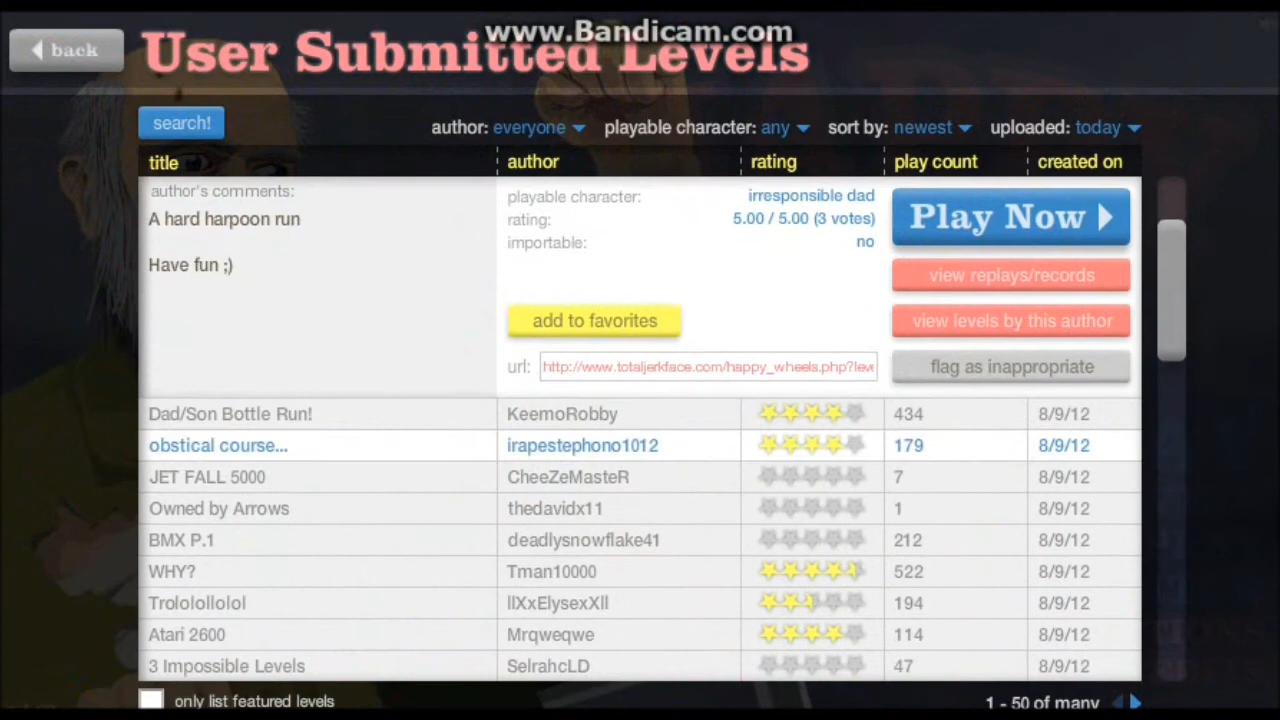 www.Bandicam.com
back
User Submitted Levels
search!
author: everyone playable character: any sort by: newest uploaded: today
title author rating play count created on
author's comments:
A hard harpoon run
Have fun ;)
playable character: irresponsible dad
rating: 5.00 / 5.00 (3 votes)
importable: no
add to favorites
url: http://www.totaljerkface.com/happy_wheels.php?leve
Play Now
view replays/records
view levels by this author
flag as inappropriate
Dad/Son Bottle Run! KeemoRobby 434 8/9/12
obstical course... irapestephono1012 179 8/9/12
JET FALL 5000 CheeZeMasteR 7 8/9/12
Owned by Arrows thedavidx11 1 8/9/12
BMX P.1 deadlysnowflake41 212 8/9/12
WHY? Tman10000 522 8/9/12
Trolololllolol llXxElysexXll 194 8/9/12
Atari 2600 Mrqweqwe 114 8/9/12
3 Impossible Levels SelrahcLD 47 8/9/12
only list featured levels 1 - 50 of many